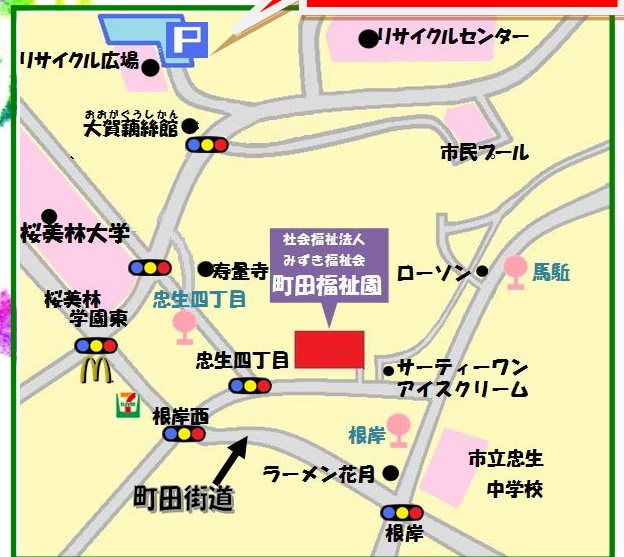 P
リサイクルセンター
リサイクル広場
おおがぐうしかん
大賀藕絲館
市民プール
桜美林大学
社会福祉法人
みずき福祉会
町田福祉園
寿量寺
ローソン
馬駈
桜美林
学園東
忠生四丁目
忠生四丁目
サーティーワン
アイスクリーム
7
ELEVEN
根岸西
根岸
町田街道
ラーメン花月
市立忠生
中学校
根岸